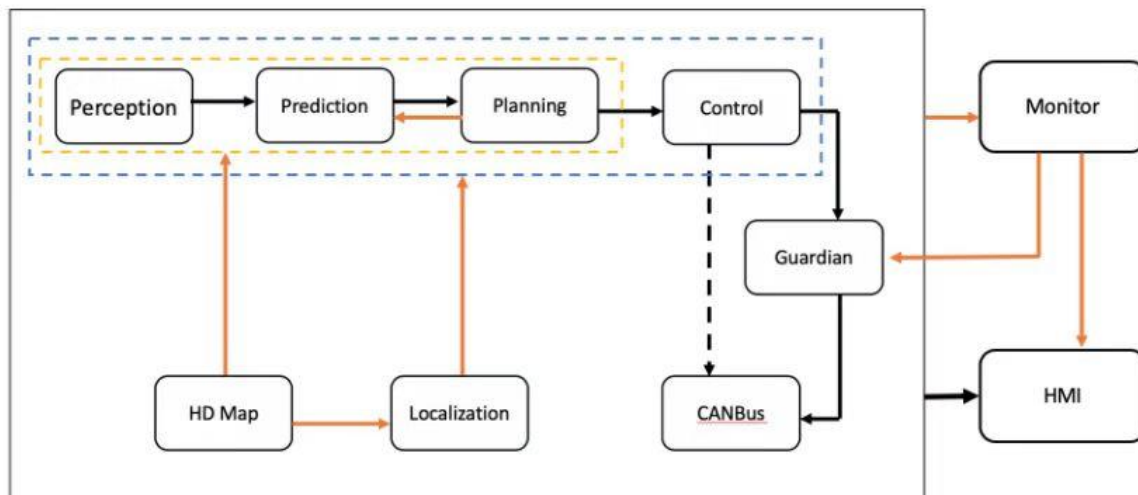 Perception
Prediction
Planning
Control
Monitor
Guardian
HD Map
Localization
CANBus
HMI